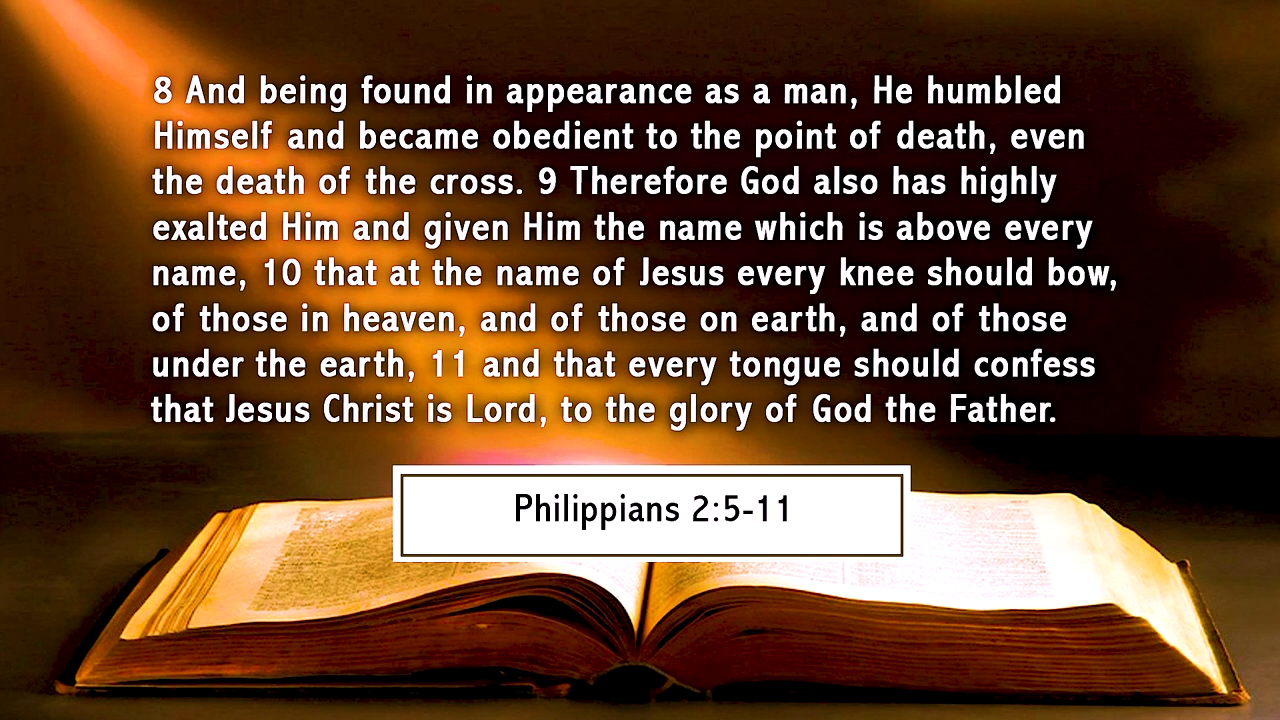 8 And being found in appearance as a man, He humbled
Himself and became obedient to the point of death, even
the death of the cross. 9 Therefore God also has highly
exalted Him and given Him the name which is above every
name, 10 that at the name of Jesus every knee should bow,
of those in heaven, and of those on earth, and of those
under the earth, 11 and that every tongue should confess
that Jesus Christ is Lord, to the glory of God the Father.
Philippians 2:5-11